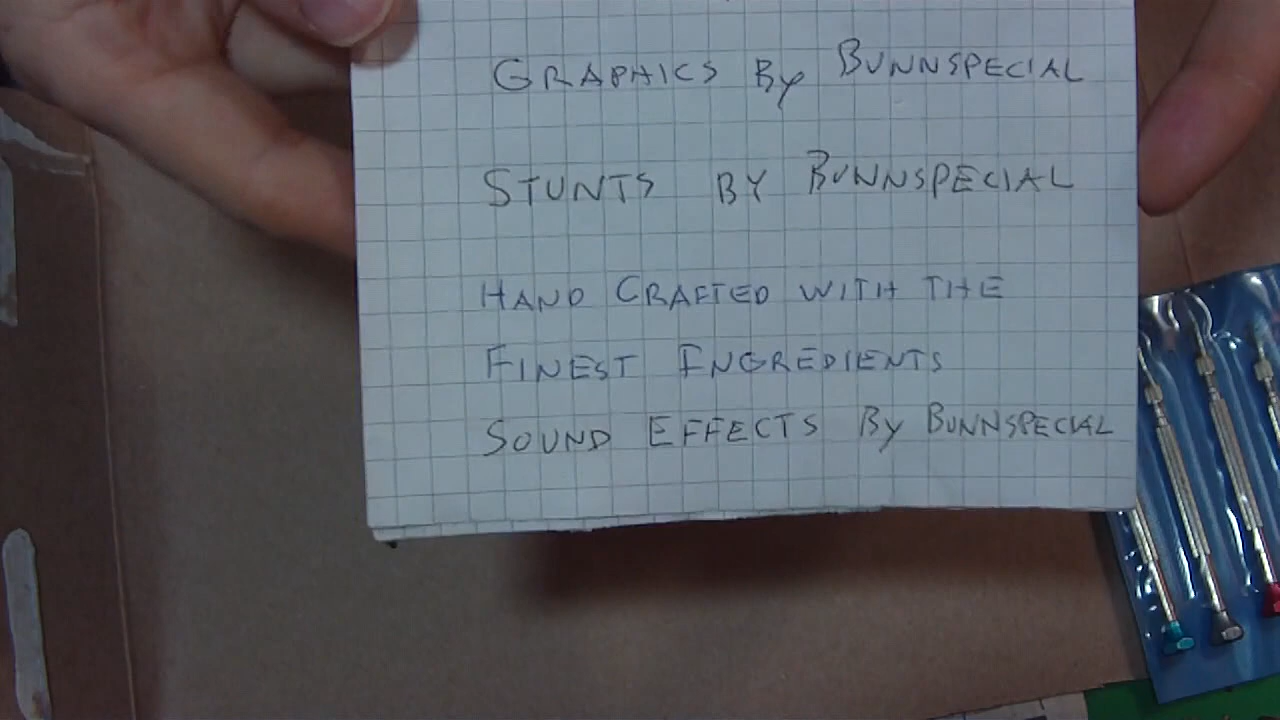 GRAPHICS BY BUNNSPECIAL
STUNTS BY BUNNSPECIAL
HAND CRAFTED WITH THE
FINEST INGREDIENTS
SOUND EFFECTS BY BUNNSPECIAL